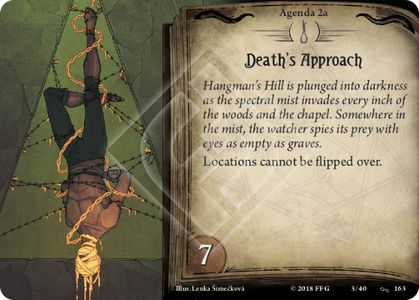 Agenda 2a
Death's Approach
Hangman's Hill is plunged into darkness
as the spectral mist invades every inch of
the woods and the chapel. Somewhere in
the mist, the watcher spies its prey with
eyes as empty as graves.
Locations cannot be flipped over.
7
Illus. Lenka Šimečková © 2018 FFG 3/40 163